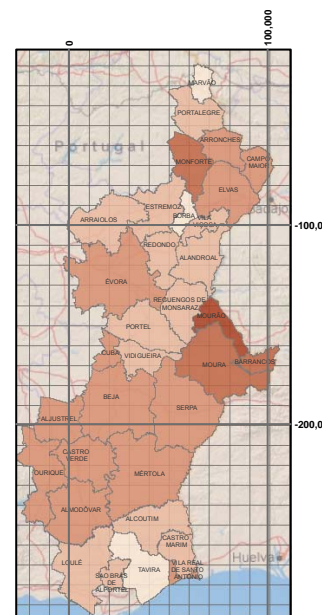 0
100,000
MARVÃO
PORTALEGRE
Portugal
ARRONCHES
MONFORTE
CAMPO
MAIOR
ELVAS
Badajo
ESTREMOZ
BORBA
VILA
ARRAIOLOS
-100,0
REDONDO
ALANDROAL
ÉVORA
REGUENGOS DE
MONSARAZ
MOURÃO
PORTEL
CUBA
VIDIGUEIRA
MOURA
BARRANCOS
BEJA
SERPA
ALJUSTREL
-200,0
CASTRO
VERDE
OURIQUE
MÉRTOLA
ALMODÔVAR
ALCOUTIM
CASTRO
MARIM
LOULÉ
Huelva
SÃO BRÁS
DE
ALPORTEL
TAVIRA
VILA REAL
DE SANTO
ANTÓNIO